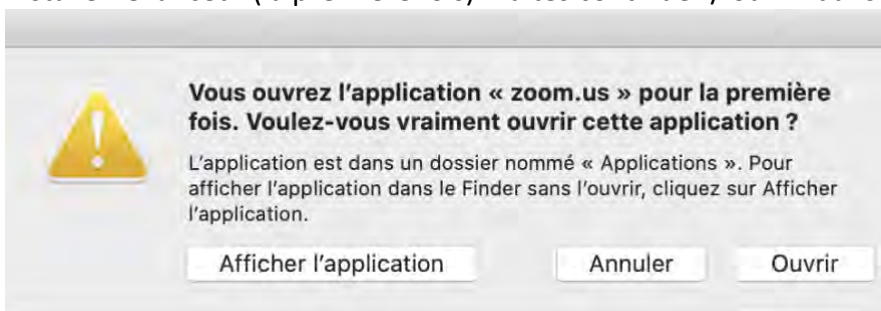 Vous ouvrez l’application « zoom.us » pour la première
fois. Voulez-vous vraiment ouvrir cette application ?
L’application est dans un dossier nommé « Applications ». Pour
afficher l’application dans le Finder sans l’ouvrir, cliquez sur Afficher
l’application.
Afficher l’application Annuler Ouvrir